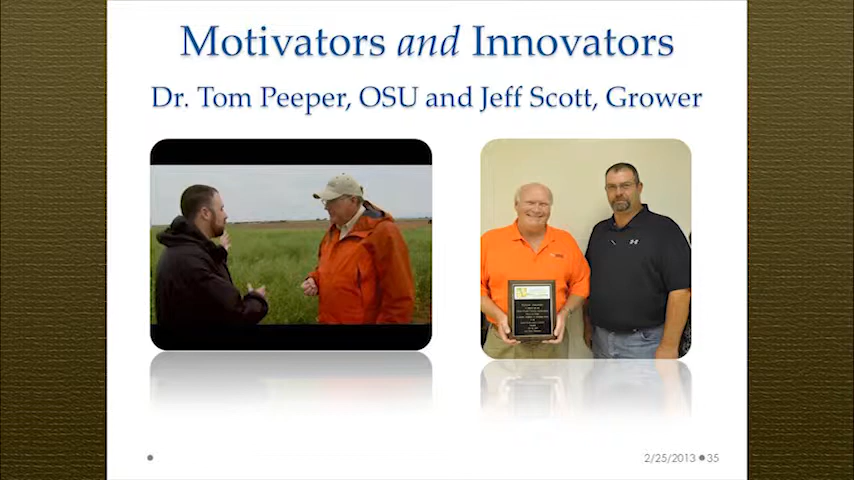 Motivators and Innovators
Dr. Tom Peeper, OSU and Jeff Scott, Grower
2/25/2013
35